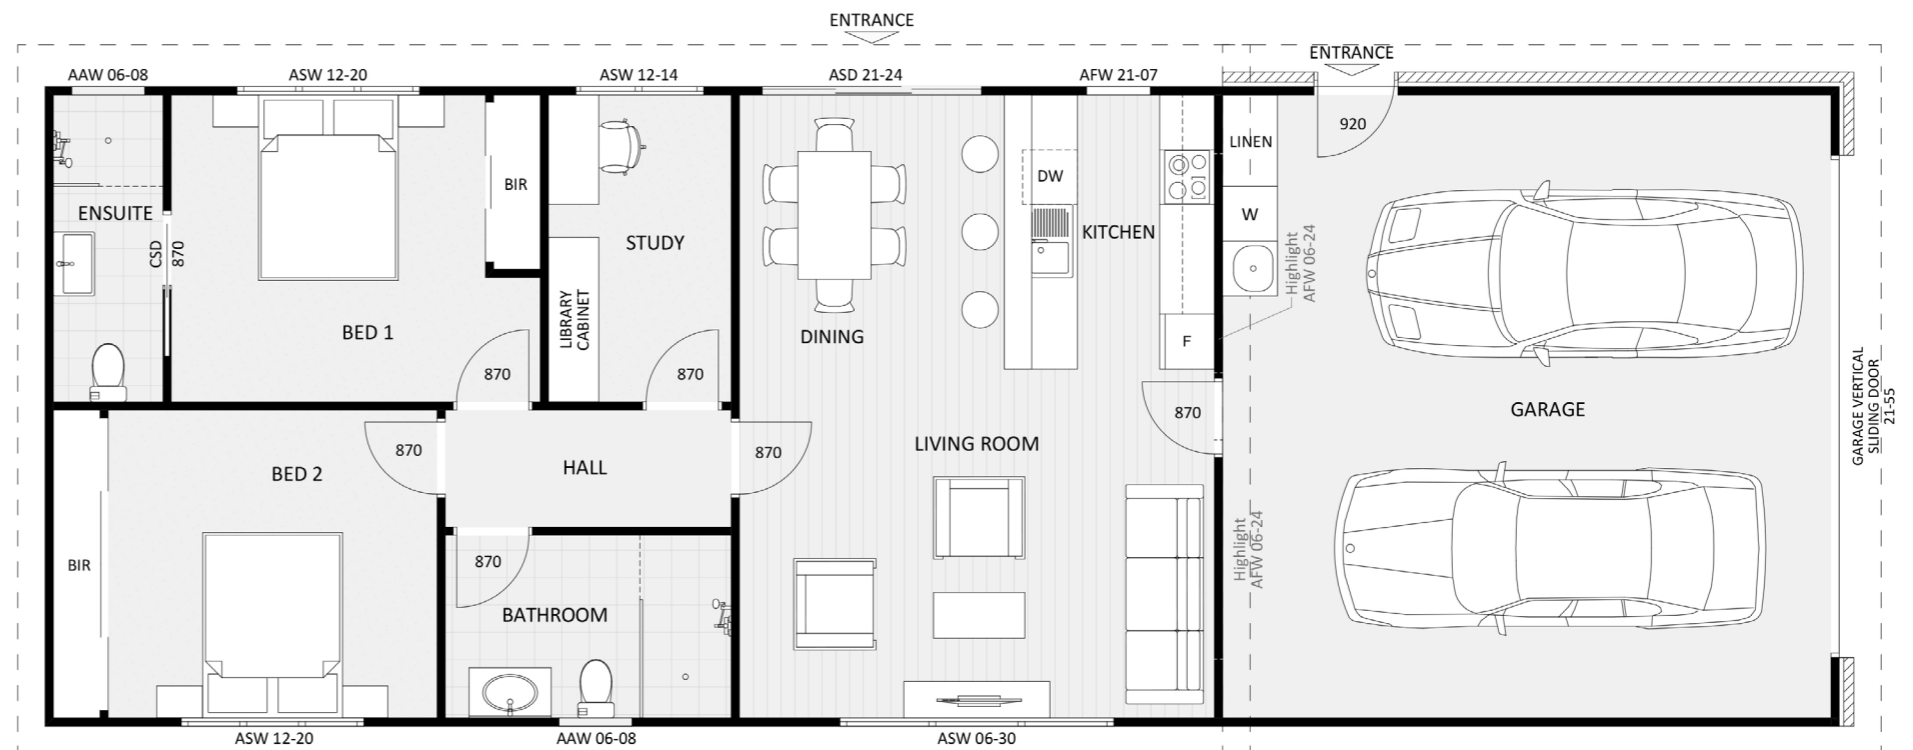 ENTRANCE
ENTRANCE
AAW 06-08
ASW 12-20
ASW 12-14
ASD 21-24
AFW 21-07
920
LINEN
BIR
DW
W
ENSUITE
CSD
870
STUDY
KITCHEN
Highlight
AFW 06-24
LIBRARY
CABINET
BED 1
DINING
F
870
870
870
GARAGE
GARAGE VERTICAL
SLIDING DOOR
21-55
870
870
LIVING ROOM
BED 2
HALL
Highlight
AFW 06-24
BIR
870
BATHROOM
ASW 12-20
AAW 06-08
ASW 06-30